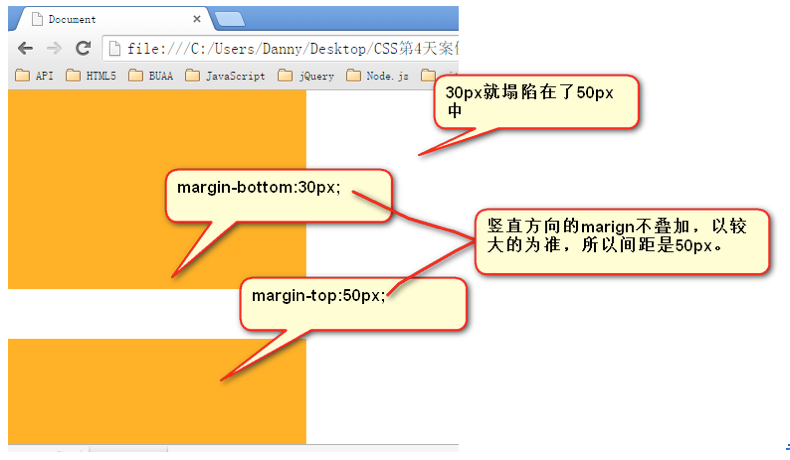 Document
file:///C:/Users/Danny/Desktop/CSS第4天案
API HTML5 BUAA JavaScript jQuery Node.js
30px就塌陷在了50px
中
margin-bottom:30px;
竖直方向的marign不叠加，以较
大的为准，所以间距是50px。
margin-top:50px;